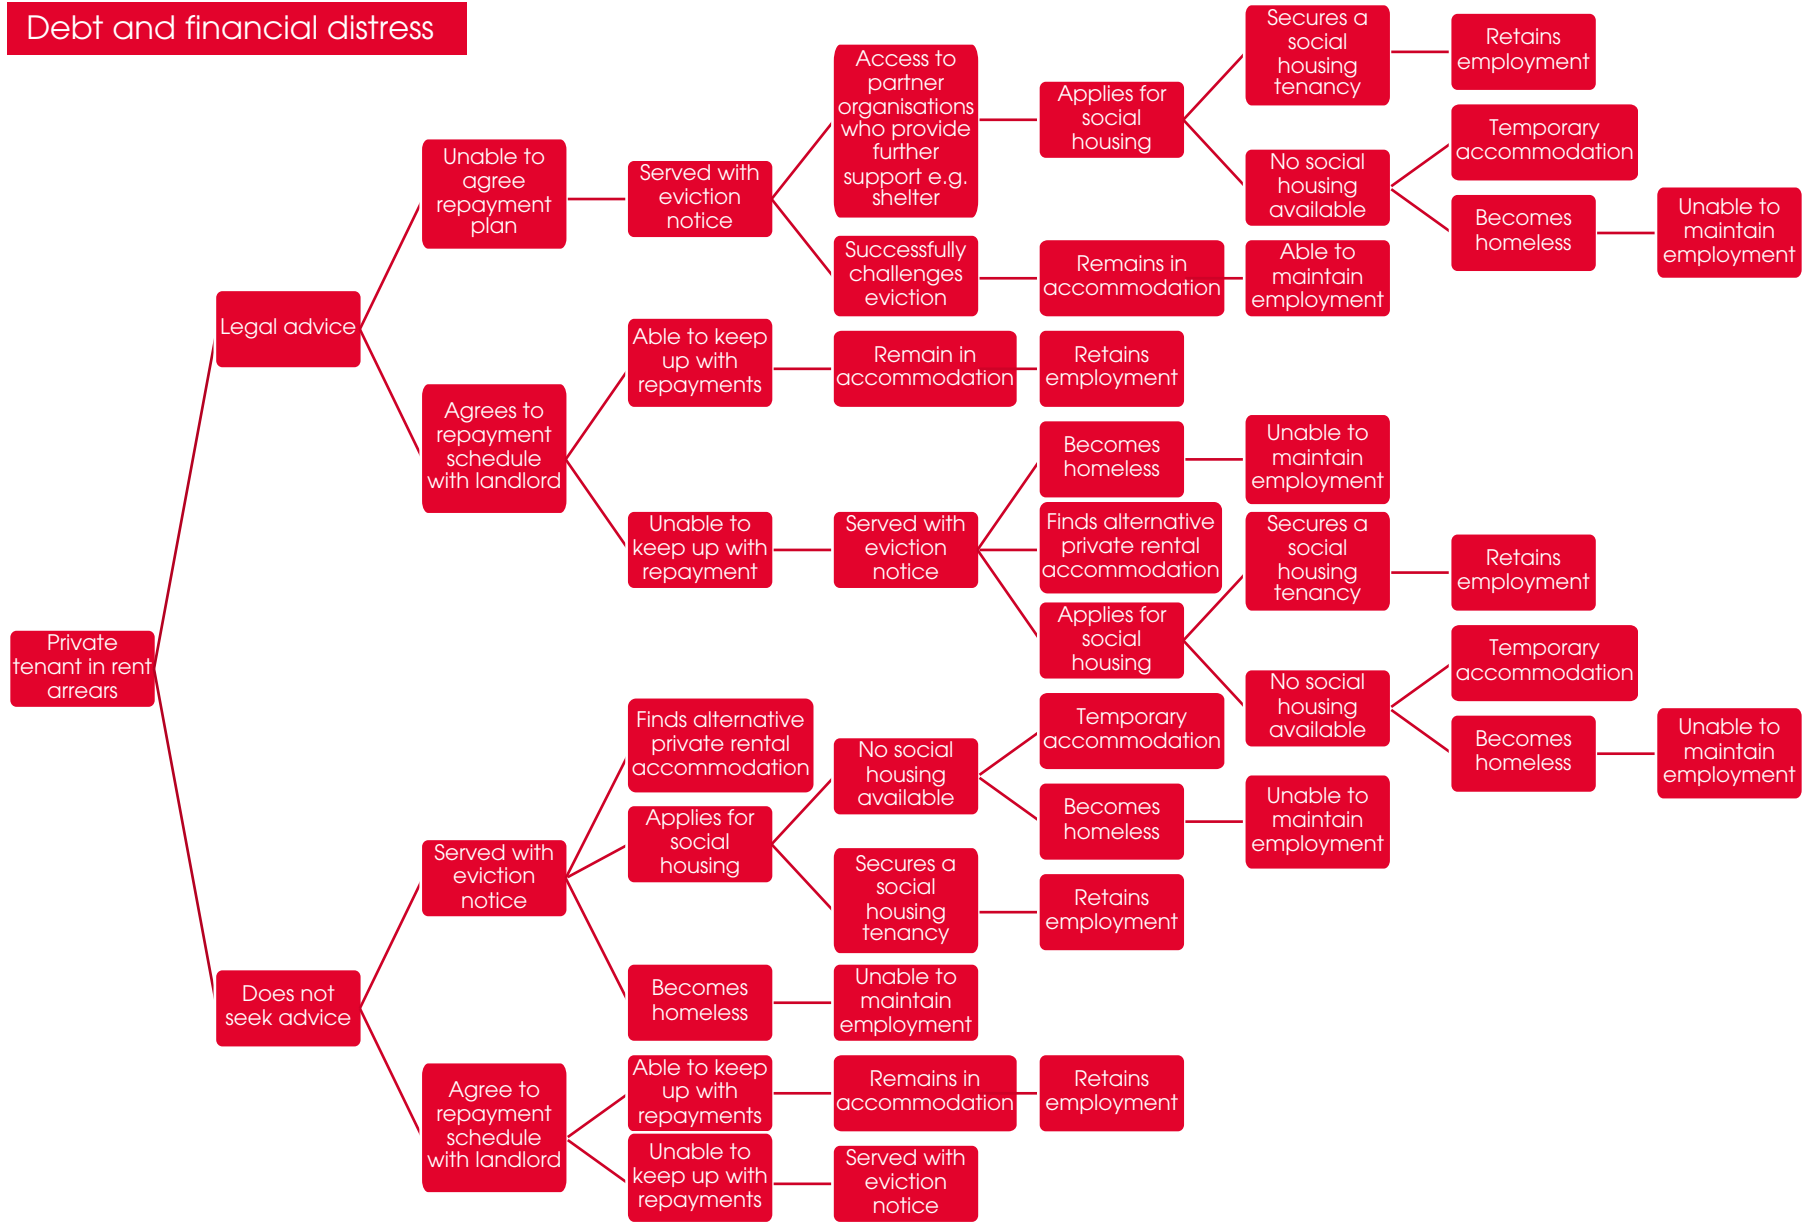 Debt and financial distress
Private
tenant in rent
arrears
Legal advice
Unable to
agree
repayment
plan
Served with
eviction
notice
Access to
partner
organisations
who provide
further
support e.g.
shelter
Applies for
social
housing
Secures a
social
housing
tenancy
Retains
employment
No social
housing
available
Temporary
accommodation
Becomes
homeless
Unable to
maintain
employment
Successfully
challenges
eviction
Remains in
accommodation
Able to
maintain
employment
Agrees to
repayment
schedule
with landlord
Able to keep
up with
repayments
Remain in
accommodation
Retains
employment
Unable to
keep up with
repayment
Served with
eviction
notice
Becomes
homeless
Unable to
maintain
employment
Finds alternative
private rental
accommodation
Applies for
social
housing
Secures a
social
housing
tenancy
Retains
employment
No social
housing
available
Temporary
accommodation
Becomes
homeless
Unable to
maintain
employment
Does not
seek advice
Served with
eviction
notice
Finds alternative
private rental
accommodation
Applies for
social
housing
No social
housing
available
Temporary
accommodation
Becomes
homeless
Unable to
maintain
employment
Secures a
social
housing
tenancy
Retains
employment
Becomes
homeless
Unable to
maintain
employment
Agree to
repayment
schedule
with landlord
Able to keep
up with
repayments
Remains in
accommodation
Retains
employment
Unable to
keep up with
repayments
Served with
eviction
notice